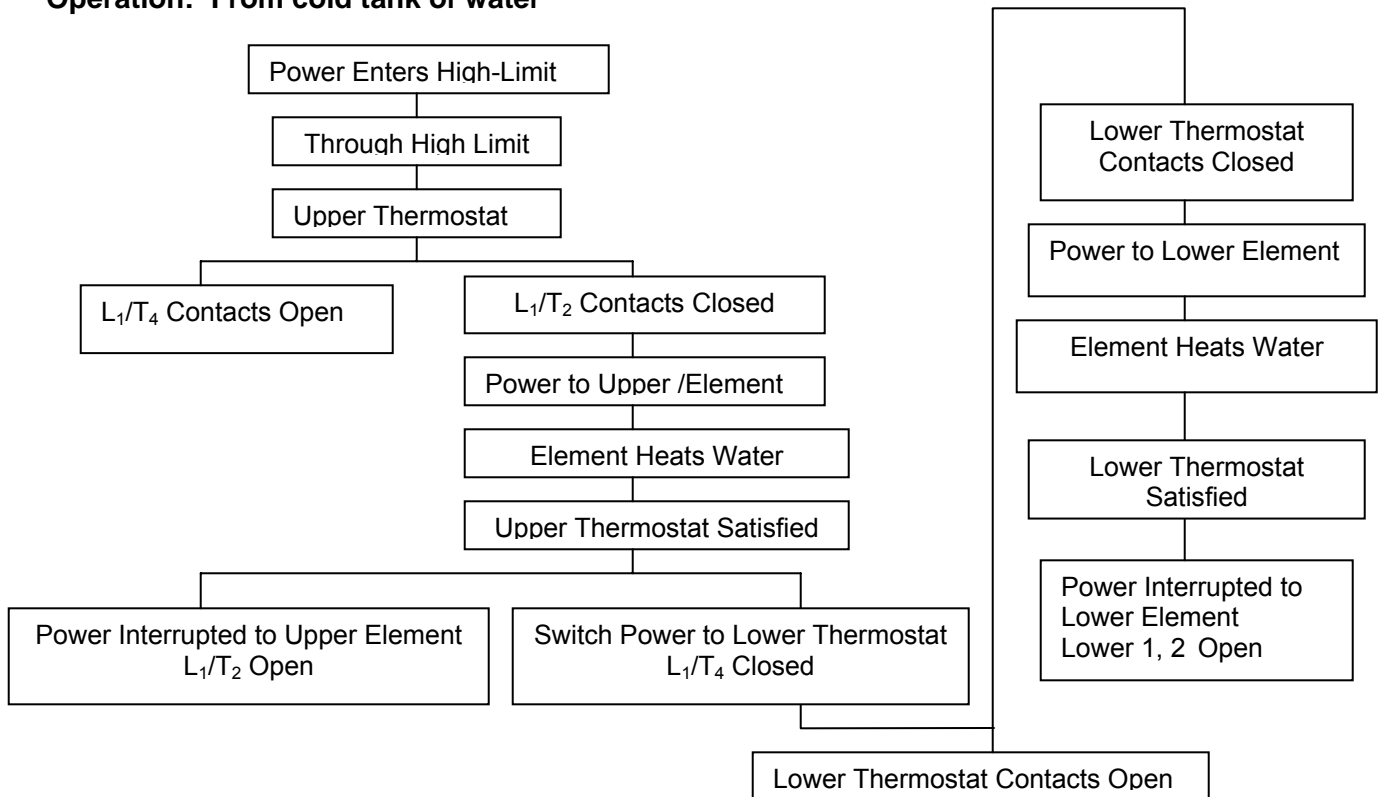 Operation: From cold tank of water
Power Enters High-Limit
Through High Limit
Upper Thermostat
L₁/T₄ Contacts Open
L₁/T₂ Contacts Closed
Power to Upper /Element
Element Heats Water
Upper Thermostat Satisfied
Power Interrupted to Upper Element
L₁/T₂ Open
Switch Power to Lower Thermostat
L₁/T₄ Closed
Lower Thermostat Contacts Open
Lower Thermostat
Contacts Closed
Power to Lower Element
Element Heats Water
Lower Thermostat
Satisfied
Power Interrupted to
Lower Element
Lower 1, 2 Open